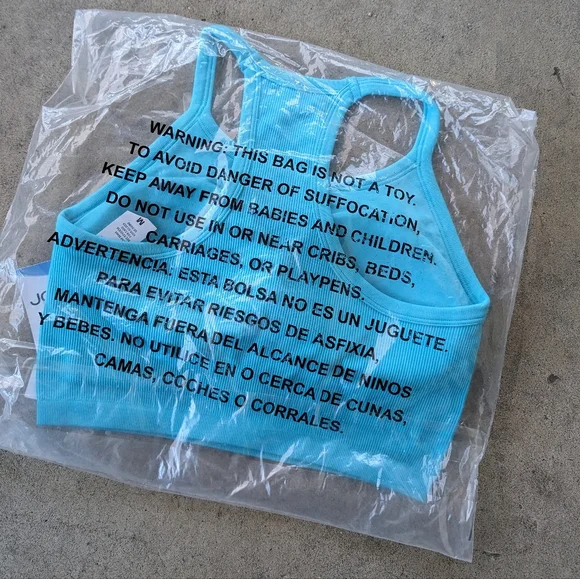 WARNING: THIS BAG IS NOT A TOY.
TO AVOID DANGER OF SUFFOCATION,
KEEP AWAY FROM BABIES AND CHILDREN.
DO NOT USE IN OR NEAR CRIBS, BEDS,
CARRIAGES, OR PLAYPENS.
ADVERTENCIA. ESTA BOLSA NO ES UN JUGUETE.
PARA EVITAR RIESGOS DE ASFIXIA,
MANTENGA FUERA DEL ALCANCE DE NINOS
Y BEBES. NO UTILICE EN O CERCA DE CUNAS,
CAMAS, COCHES O CORRALES.
M
JO